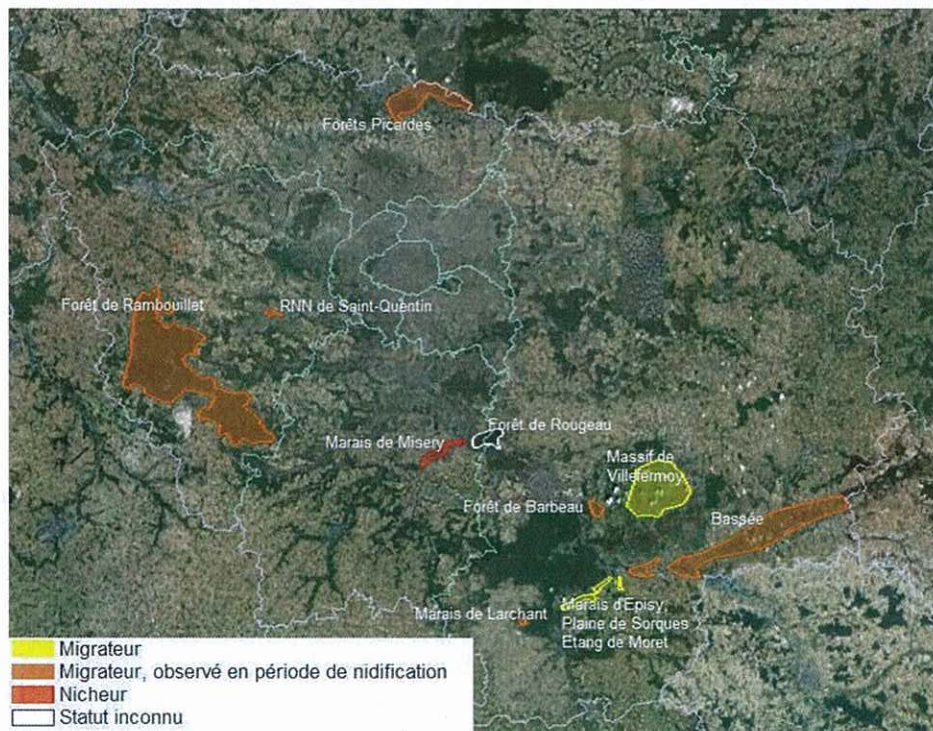 Forêts Picardes
Forêt de Rambouillet
RNN de Saint-Quentin
Forêt de Rougeau
Marais de Misery
Massif de
Villefermoy
Forêt de Barbeau
Bassée
Marais de Larchant
Marais d'Episy,
Plaine de Sorques
Etang de Moret
Migrateur
Migrateur, observé en période de nidification
Nicheur
Statut inconnu